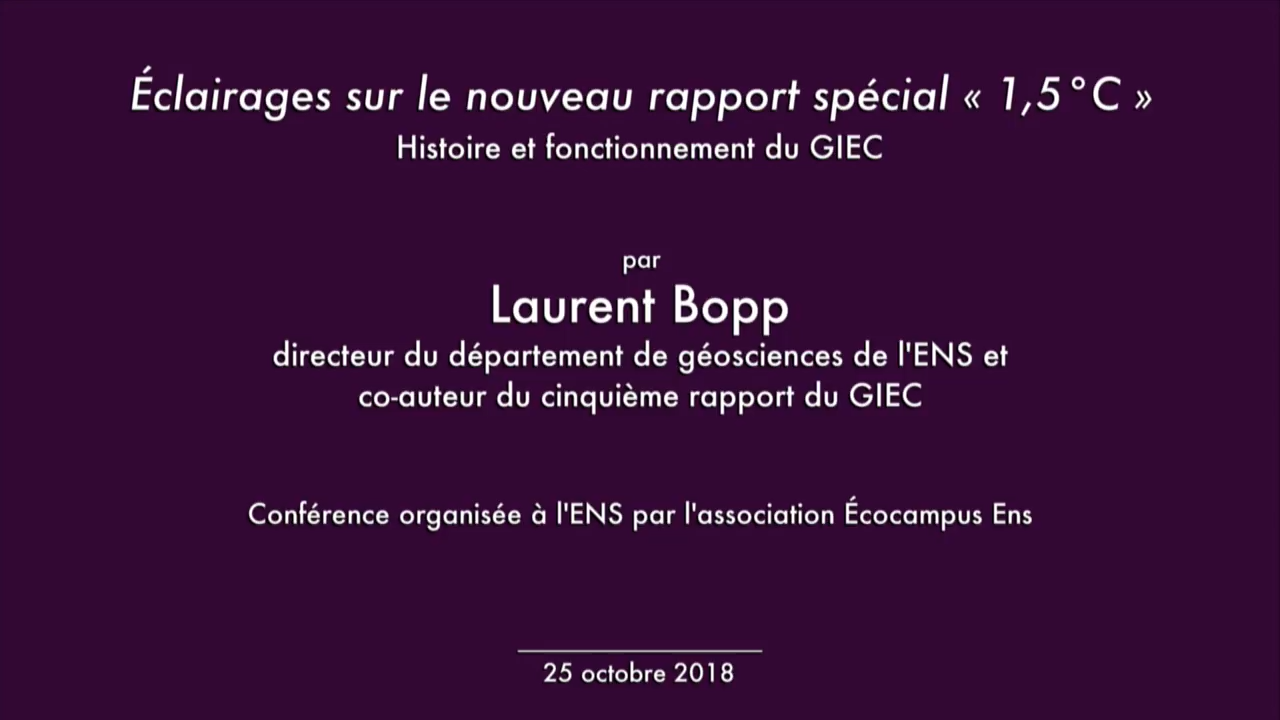 Éclairages sur le nouveau rapport spécial « 1,5°C »
Histoire et fonctionnement du GIEC
par
Laurent Bopp
directeur du département de géosciences de l'ENS et
co-auteur du cinquième rapport du GIEC
Conférence organisée à l'ENS par l'association Écocampus Ens
25 octobre 2018